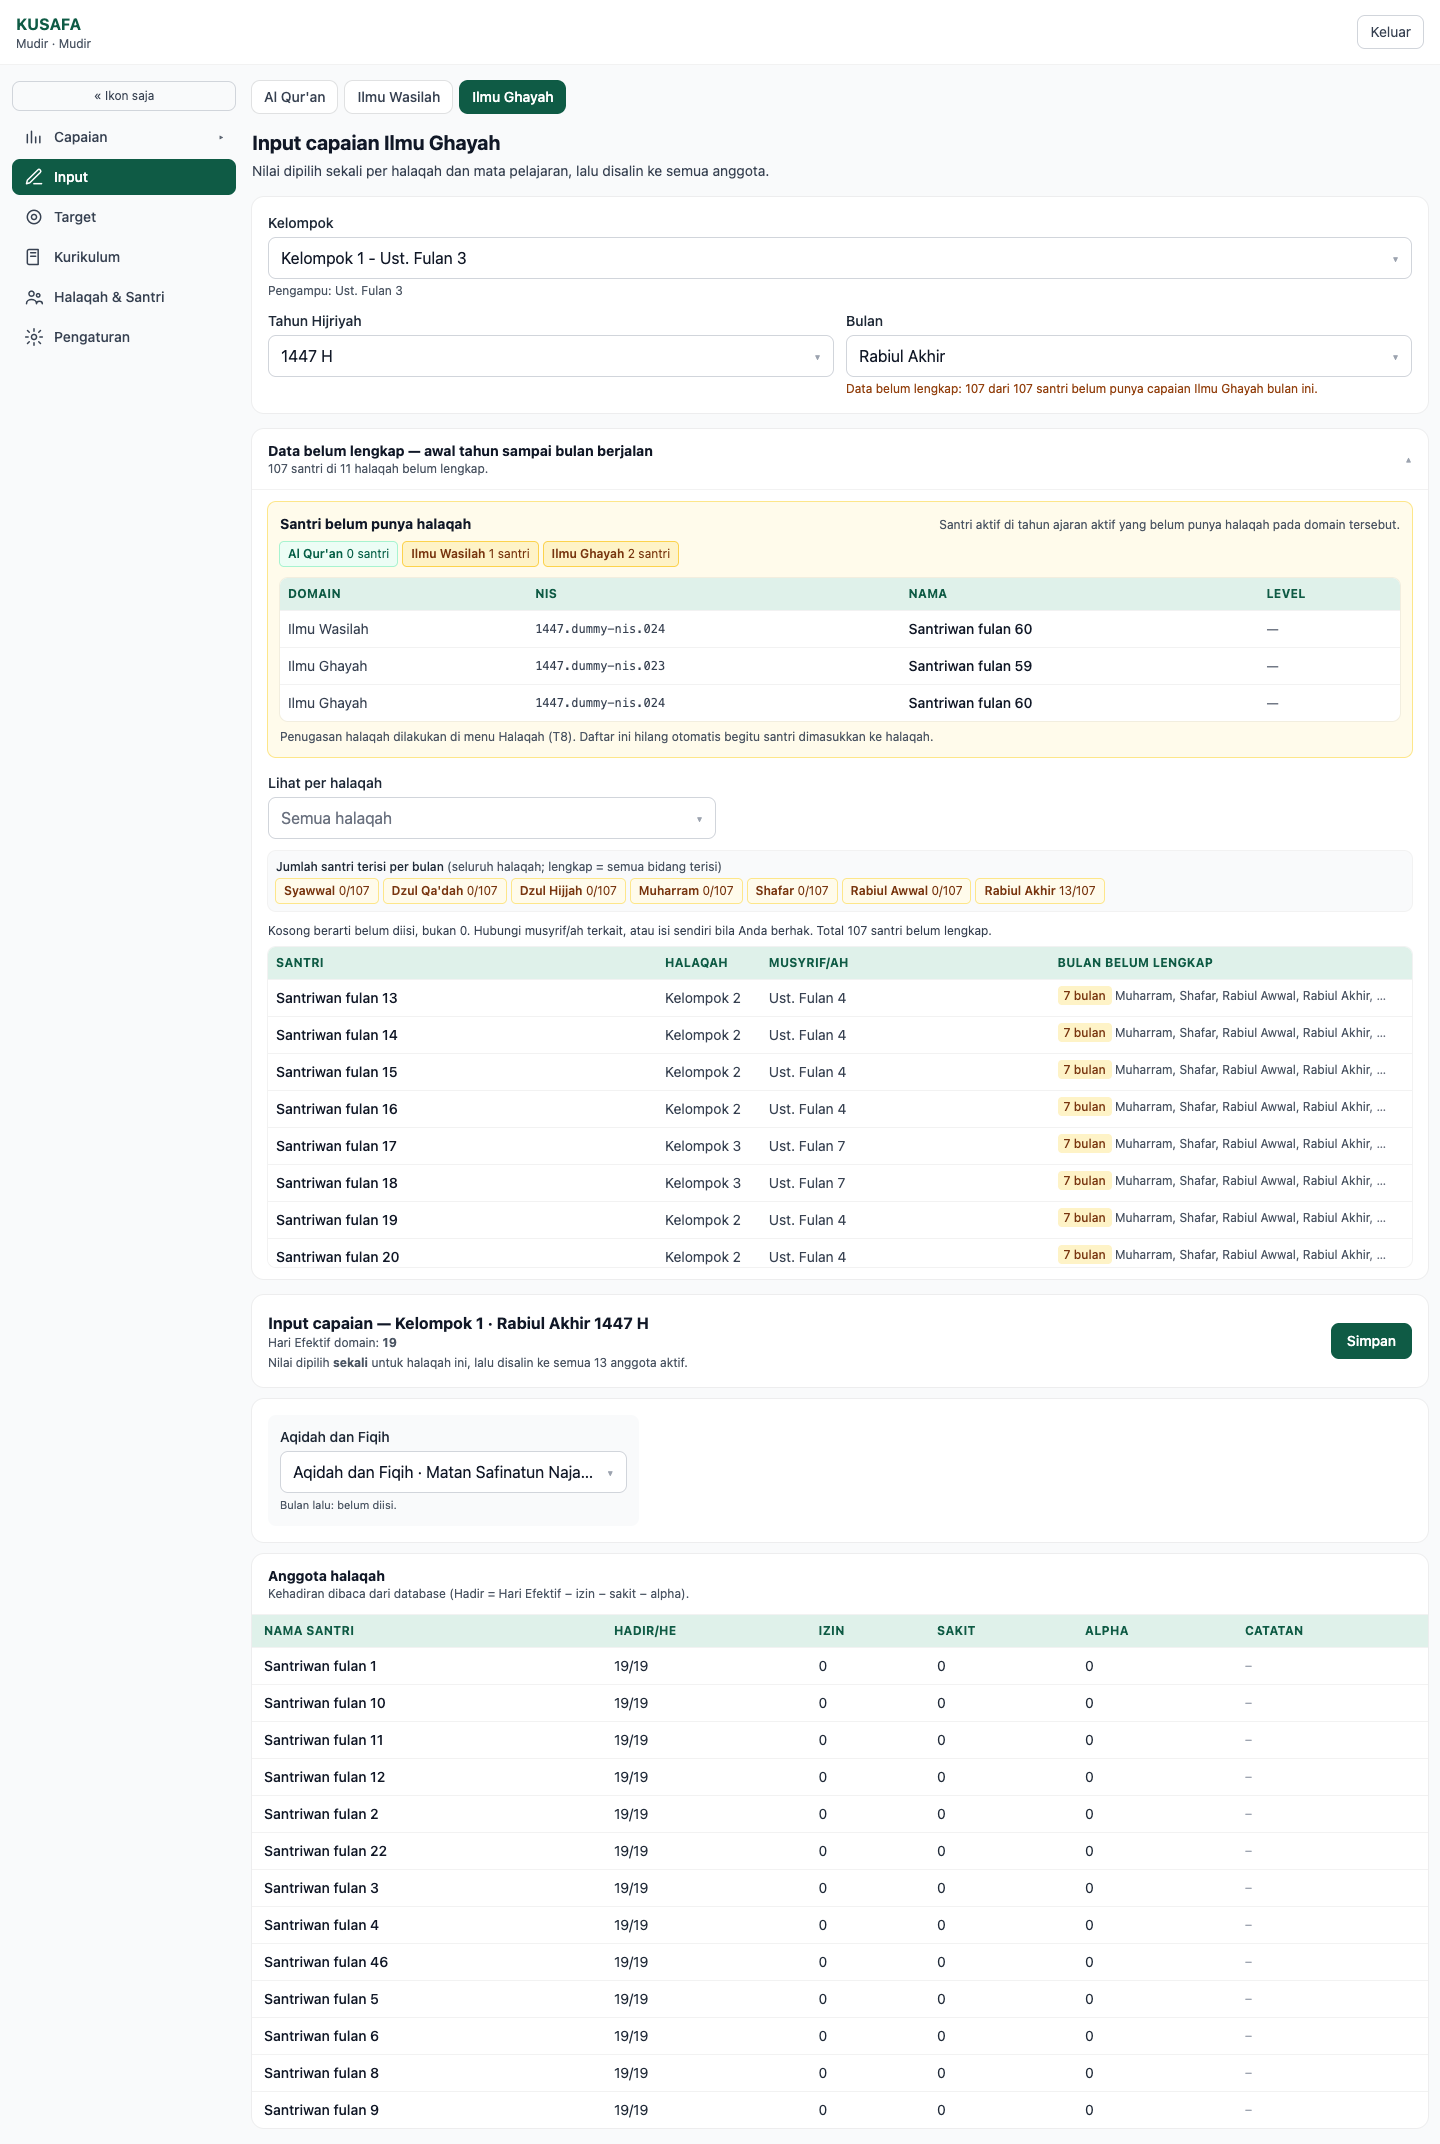 KUSAFA
Mudir · Mudir
Keluar
« Ikon saja
Capaian
Input
Target
Kurikulum
Halaqah & Santri
Pengaturan
Al Qur'an
Ilmu Wasilah
Ilmu Ghayah
Input capaian Ilmu Ghayah
Nilai dipilih sekali per halaqah dan mata pelajaran, lalu disalin ke semua anggota.
Kelompok
Kelompok 1 - Ust. Fulan 3
Pengampu: Ust. Fulan 3
Tahun Hijriyah
1447 H
Bulan
Rabiul Akhir
Data belum lengkap: 107 dari 107 santri belum punya capaian Ilmu Ghayah bulan ini.
Data belum lengkap — awal tahun sampai bulan berjalan
107 santri di 11 halaqah belum lengkap.
Santri belum punya halaqah
Santri aktif di tahun ajaran aktif yang belum punya halaqah pada domain tersebut.
Al Qur'an 0 santri
Ilmu Wasilah 1 santri
Ilmu Ghayah 2 santri
DOMAIN NIS NAMA LEVEL
Ilmu Wasilah 1447.dummy-nis.024 Santriwan fulan 60 —
Ilmu Ghayah 1447.dummy-nis.023 Santriwan fulan 59 —
Ilmu Ghayah 1447.dummy-nis.024 Santriwan fulan 60 —
Penugasan halaqah dilakukan di menu Halaqah (T8). Daftar ini hilang otomatis begitu santri dimasukkan ke halaqah.
Lihat per halaqah
Semua halaqah
Jumlah santri terisi per bulan (seluruh halaqah; lengkap = semua bidang terisi)
Syawwal 0/107
Dzul Qa'dah 0/107
Dzul Hijjah 0/107
Muharram 0/107
Shafar 0/107
Rabiul Awwal 0/107
Rabiul Akhir 13/107
Kosong berarti belum diisi, bukan 0. Hubungi musyrif/ah terkait, atau isi sendiri bila Anda berhak. Total 107 santri belum lengkap.
SANTRI HALAQAH MUSYRIF/AH BULAN BELUM LENGKAP
Santriwan fulan 13 Kelompok 2 Ust. Fulan 4 7 bulan Muharram, Shafar, Rabiul Awwal, Rabiul Akhir, ...
Santriwan fulan 14 Kelompok 2 Ust. Fulan 4 7 bulan Muharram, Shafar, Rabiul Awwal, Rabiul Akhir, ...
Santriwan fulan 15 Kelompok 2 Ust. Fulan 4 7 bulan Muharram, Shafar, Rabiul Awwal, Rabiul Akhir, ...
Santriwan fulan 16 Kelompok 2 Ust. Fulan 4 7 bulan Muharram, Shafar, Rabiul Awwal, Rabiul Akhir, ...
Santriwan fulan 17 Kelompok 3 Ust. Fulan 7 7 bulan Muharram, Shafar, Rabiul Awwal, Rabiul Akhir, ...
Santriwan fulan 18 Kelompok 3 Ust. Fulan 7 7 bulan Muharram, Shafar, Rabiul Awwal, Rabiul Akhir, ...
Santriwan fulan 19 Kelompok 2 Ust. Fulan 4 7 bulan Muharram, Shafar, Rabiul Awwal, Rabiul Akhir, ...
Santriwan fulan 20 Kelompok 2 Ust. Fulan 4 7 bulan Muharram, Shafar, Rabiul Awwal, Rabiul Akhir, ...
Input capaian — Kelompok 1 · Rabiul Akhir 1447 H
Hari Efektif domain: 19
Nilai dipilih sekali untuk halaqah ini, lalu disalin ke semua 13 anggota aktif.
Simpan
Aqidah dan Fiqih
Aqidah dan Fiqih · Matan Safinatun Naja...
Bulan lalu: belum diisi.
Anggota halaqah
Kehadiran dibaca dari database (Hadir = Hari Efektif − izin − sakit − alpha).
NAMA SANTRI HADIR/HE IZIN SAKIT ALPHA CATATAN
Santriwan fulan 1 19/19 0 0 0 –
Santriwan fulan 10 19/19 0 0 0 –
Santriwan fulan 11 19/19 0 0 0 –
Santriwan fulan 12 19/19 0 0 0 –
Santriwan fulan 2 19/19 0 0 0 –
Santriwan fulan 22 19/19 0 0 0 –
Santriwan fulan 3 19/19 0 0 0 –
Santriwan fulan 4 19/19 0 0 0 –
Santriwan fulan 46 19/19 0 0 0 –
Santriwan fulan 5 19/19 0 0 0 –
Santriwan fulan 6 19/19 0 0 0 –
Santriwan fulan 8 19/19 0 0 0 –
Santriwan fulan 9 19/19 0 0 0 –